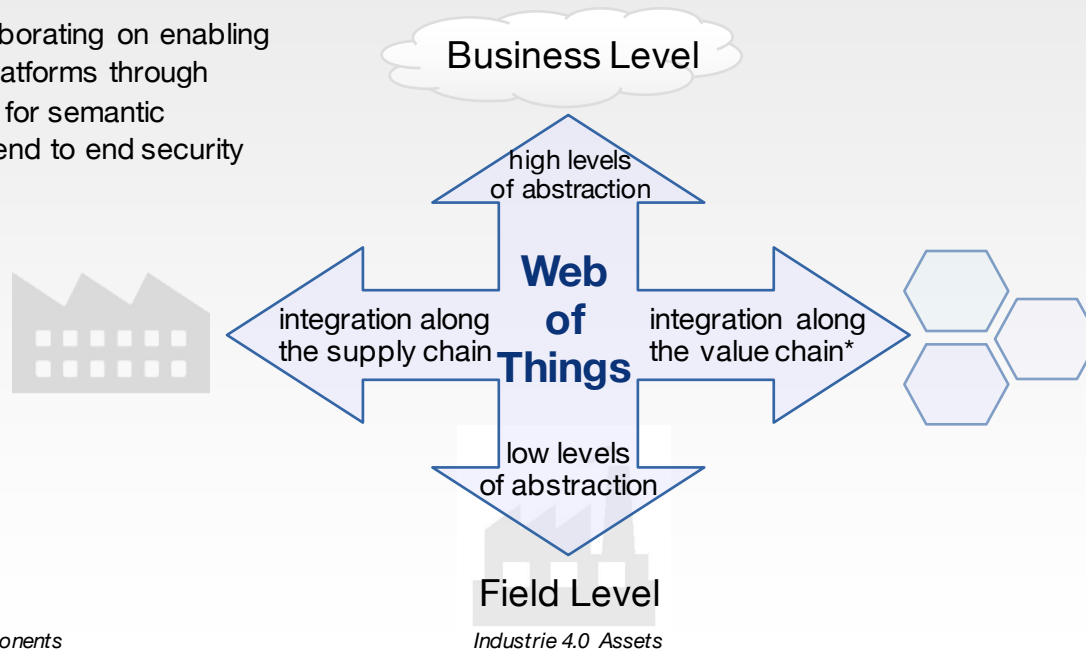 borating on enabling
atforms through
for semantic
end to end security
Business Level
high levels
of abstraction
Web
of
Things
integration along
the supply chain
integration along
the value chain*
low levels
of abstraction
Field Level
onents
Industrie 4.0 Assets